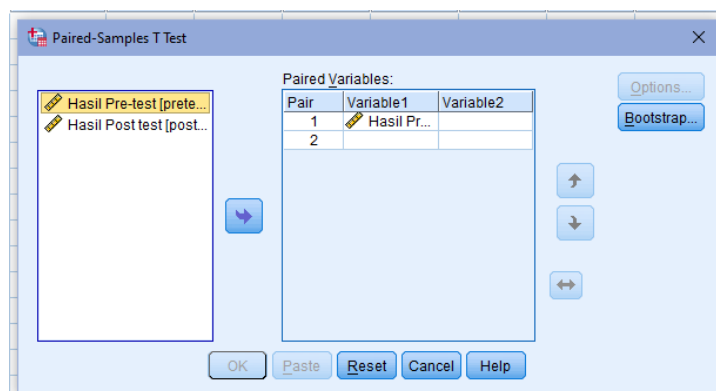 Paired-Samples T Test
Paired Variables:
Hasil Pre-test [prete...
Hasil Post test [post...
Pair Variable1 Variable2
1 Hasil Pr...
2
Options...
Bootstrap...
OK Paste Reset Cancel Help